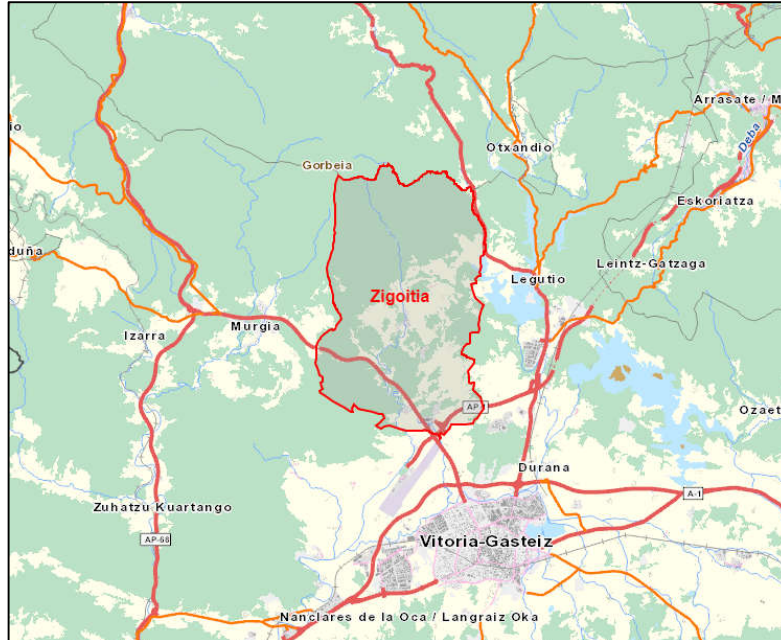 Arrasate / M
Otxandio
Deba
Gorbeia
Eskoriatza
duña
Leintz-Gatzaga
Legutio
Zigoitia
Murgia
Izarra
AP-1
Ozaet
Durana
A-1
Zuhatzu Kuartango
AP-68
Vitoria-Gasteiz
Nanclares de la Oca / Langraiz Oka